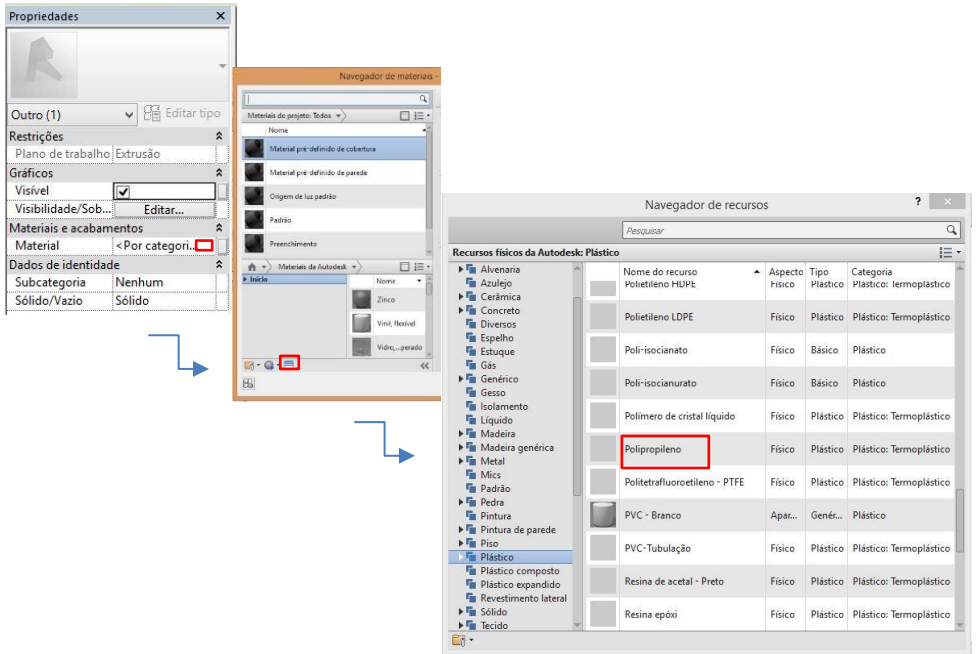 Propriedades
Outro (1)
Editar tipo
Restrições
Plano de trabalho Extrusão
Gráficos
Visível
Visibilidade/Sob... Editar...
Materiais e acabamentos
Material <Por categori...
Dados de identidade
Subcategoria Nenhum
Sólido/Vazio Sólido
Navegador de materiais -
Materiais do projeto: Todos
Nome
Material pré-definido de cobertura
Material pré-definido de parede
Origem de luz padrão
Padrão
Preenchimento
Materiais da Autodesk
Início
Nome
Zinco
Vinil, flexível
Vidro,...perado
Navegador de recursos
Pesquisar
Recursos físicos da Autodesk: Plástico
Alvenaria
Azulejo
Cerâmica
Concreto
Diversos
Espelho
Estuque
Gás
Genérico
Gesso
Isolamento
Líquido
Madeira
Madeira genérica
Metal
Mics
Padrão
Pedra
Pintura
Pintura de parede
Piso
Plástico
Plástico composto
Plástico expandido
Revestimento lateral
Sólido
Tecido
Nome do recurso Aspecto Tipo Categoria
Polietileno HDPE Físico Plástico Plástico: Termoplástico
Polietileno LDPE Físico Plástico Plástico: Termoplástico
Poli-isocianato Físico Básico Plástico
Poli-isocianurato Físico Básico Plástico
Polímero de cristal líquido Físico Plástico Plástico: Termoplástico
Polipropileno Físico Plástico Plástico: Termoplástico
Politetrafluoroetileno - PTFE Físico Plástico Plástico: Termoplástico
PVC - Branco Apar... Genér... Plástico
PVC-Tubulação Físico Plástico Plástico: Termoplástico
Resina de acetal - Preto Físico Plástico Plástico: Termoplástico
Resina epóxi Físico Plástico Plástico: Termoplástico